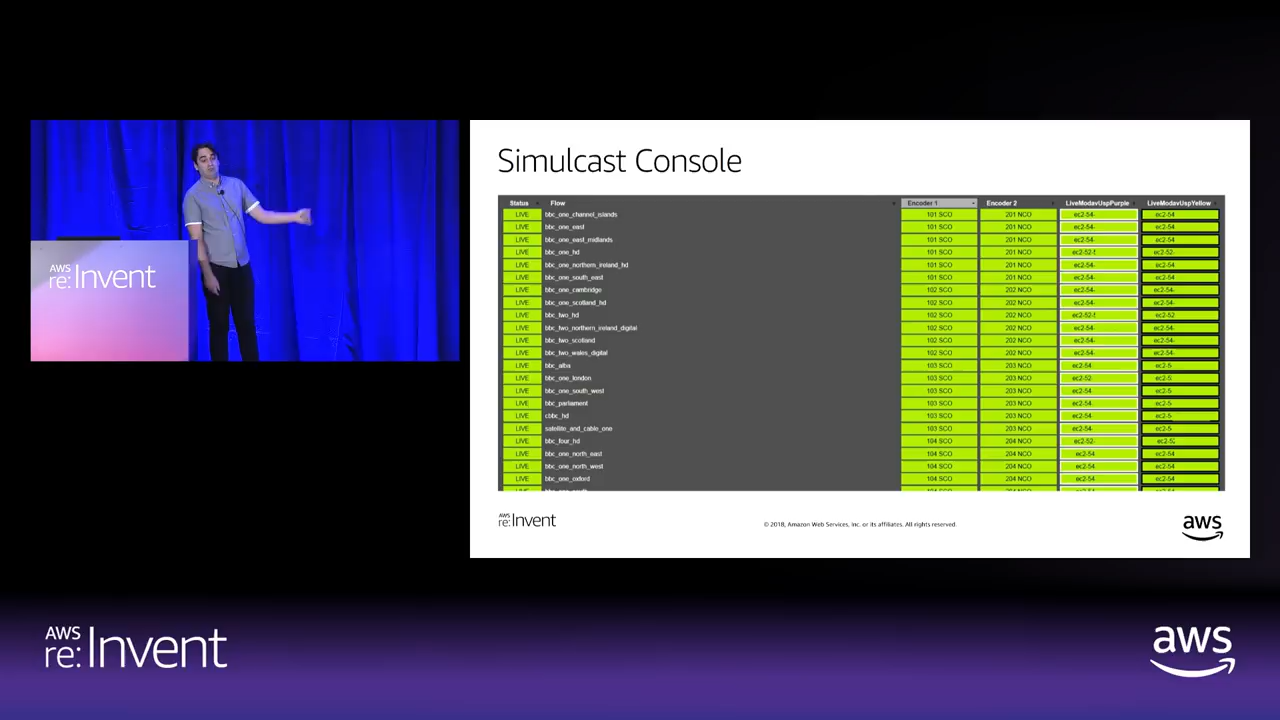 AWS
re:Invent
Simulcast Console
Status Flow Encoder 1 Encoder 2 LiveModavUspPurple LiveModavUspYellow
LIVE bbc_one_channel_islands 101 SCO 201 NCO ec2-54- ec2-54
LIVE bbc_one_east 101 SCO 201 NCO ec2-54- ec2-54
LIVE bbc_one_east_midlands 101 SCO 201 NCO ec2-54- ec2-54
LIVE bbc_one_hd 101 SCO 201 NCO ec2-52- ec2-52-
LIVE bbc_one_northern_ireland_hd 101 SCO 201 NCO ec2-54- ec2-54
LIVE bbc_one_south_east 101 SCO 201 NCO ec2-54- ec2-54
LIVE bbc_one_cambridge 102 SCO 202 NCO ec2-54- ec2-54
LIVE bbc_one_scotland_hd 102 SCO 202 NCO ec2-54- ec2-54-
LIVE bbc_two_hd 102 SCO 202 NCO ec2-52- ec2-52
LIVE bbc_two_northern_ireland_digital 102 SCO 202 NCO ec2-54- ec2-54-
LIVE bbc_two_scotland 102 SCO 202 NCO ec2-54- ec2-54-
LIVE bbc_two_wales_digital 102 SCO 202 NCO ec2-54- ec2-54-
LIVE bbc_alba 103 SCO 203 NCO ec2-54 ec2-5
LIVE bbc_one_london 103 SCO 203 NCO ec2-52 ec2-5
LIVE bbc_one_south_west 103 SCO 203 NCO ec2-54 ec2-5
LIVE bbc_parliament 103 SCO 203 NCO ec2-54 ec2-5
LIVE cbbc_hd 103 SCO 203 NCO ec2-54 ec2-5
LIVE satellite_and_cable_one 103 SCO 203 NCO ec2-54- ec2-5
LIVE bbc_four_hd 104 SCO 204 NCO ec2-52- ec2-52
LIVE bbc_one_north_east 104 SCO 204 NCO ec2-54 ec2-54
LIVE bbc_one_north_west 104 SCO 204 NCO ec2-54 ec2-54
LIVE bbc_one_oxford 104 SCO 204 NCO ec2-54 ec2-54
AWS
re:Invent
© 2018, Amazon Web Services, Inc. or its affiliates. All rights reserved.
aws
AWS
re:Invent
aws